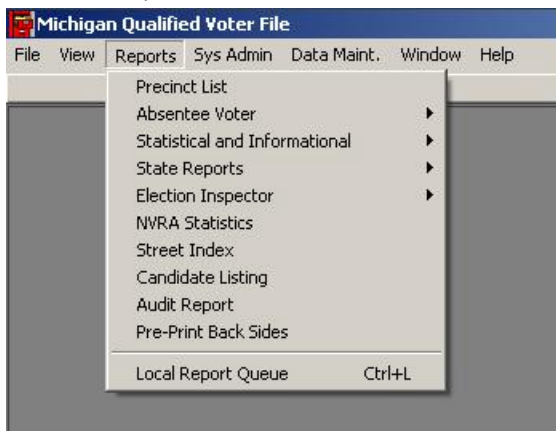 Michigan Qualified Voter File
File View Reports Sys Admin Data Maint. Window Help
Precinct List
Absentee Voter
Statistical and Informational
State Reports
Election Inspector
NVRA Statistics
Street Index
Candidate Listing
Audit Report
Pre-Print Back Sides
Local Report Queue Ctrl+L